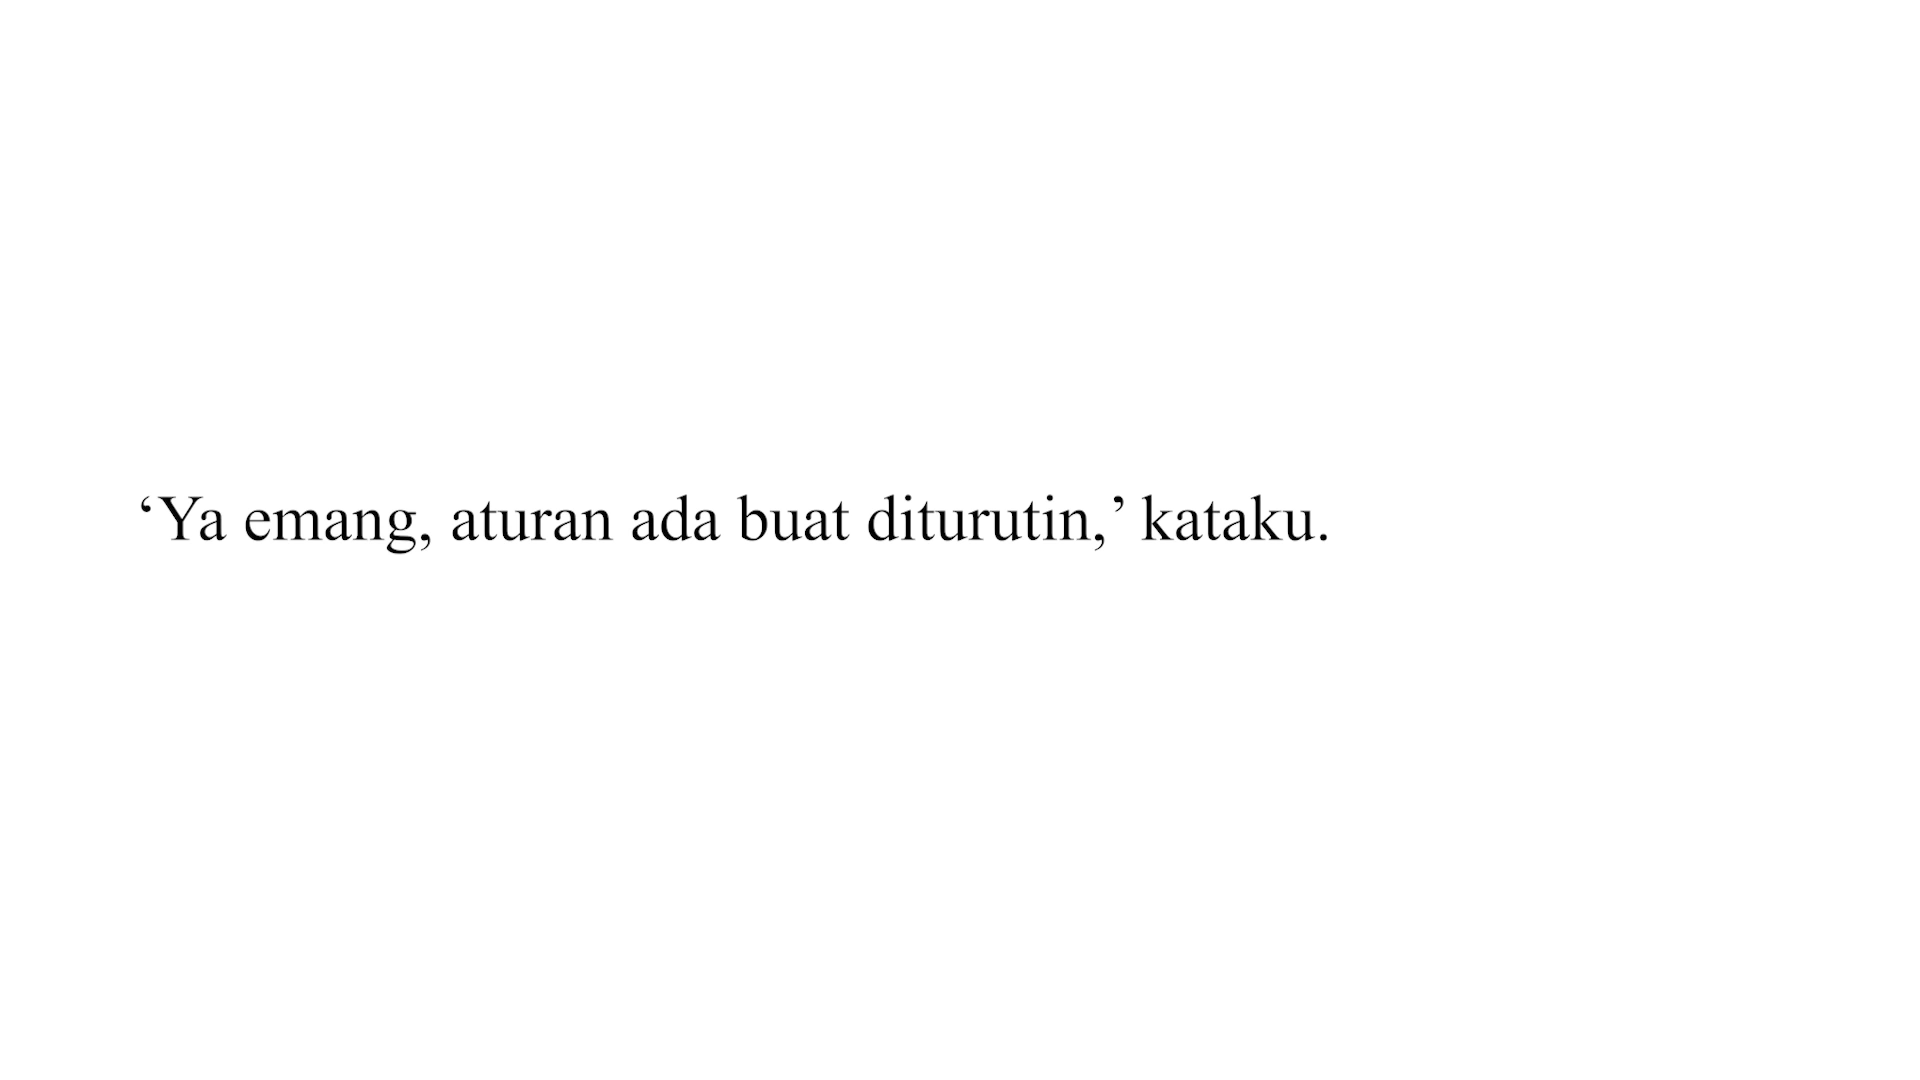 ‘Ya emang, aturan ada buat diturutin,’ kataku.